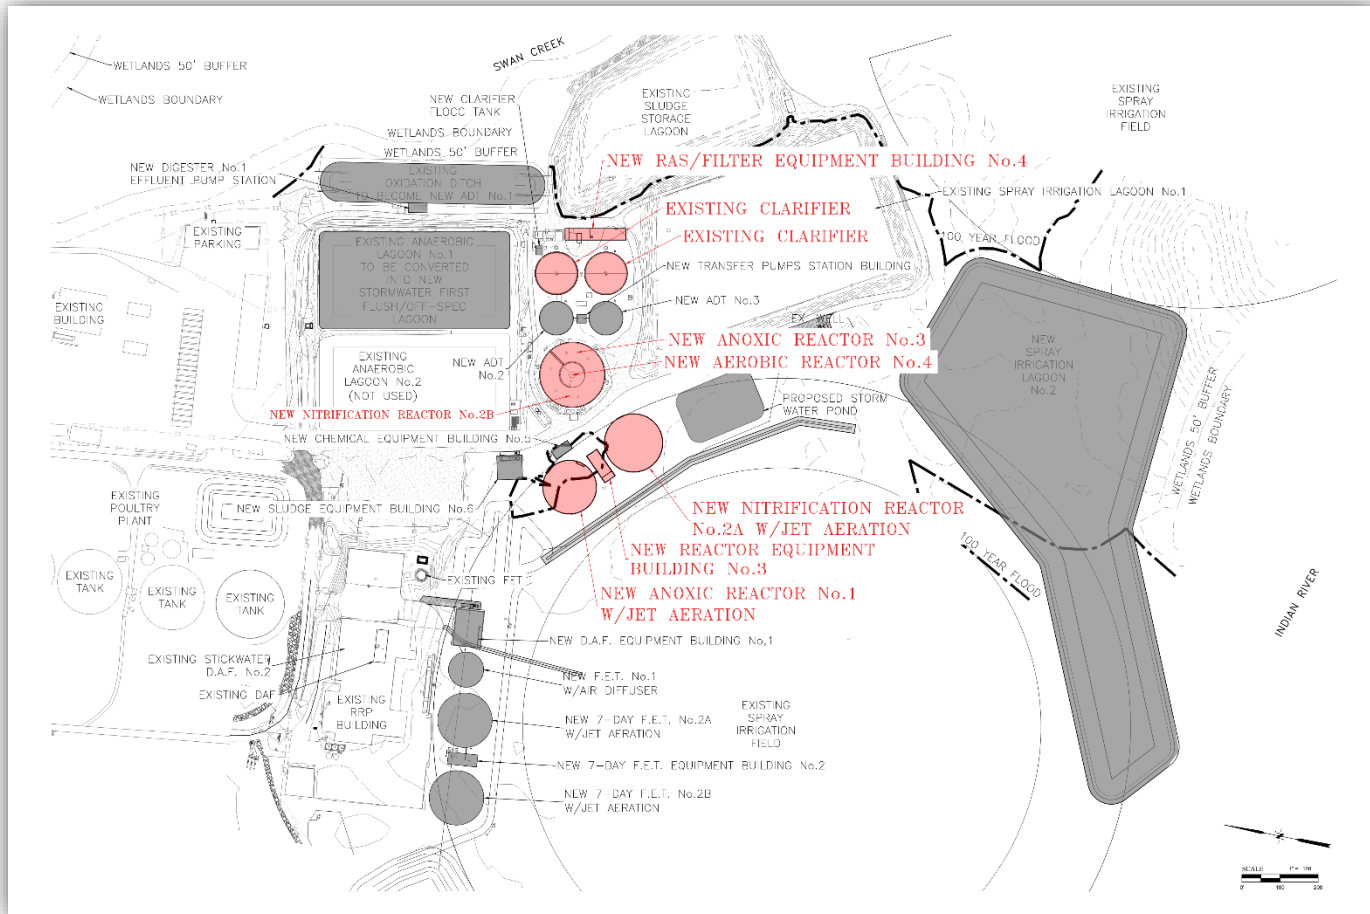 SWAN CREEK
WETLANDS 50' BUFFER
WETLANDS BOUNDARY
NEW CLARIFIER
FLOCC TANK
EXISTING
SLUDGE
STORAGE
LAGOON
EXISTING
SPRAY
IRRIGATION
FIELD
WETLANDS BOUNDARY
WETLANDS 50' BUFFER
NEW DIGESTER No.1
EFFLUENT PUMP STATION
EXISTING
OXIDATION DITCH
TO BECOME NEW ADT No.1
NEW RAS/FILTER EQUIPMENT BUILDING No.4
EXISTING SPRAY IRRIGATION LAGOON No.1
EXISTING CLARIFIER
EXISTING CLARIFIER
100 YEAR FLOOD
EXISTING
PARKING
EXISTING ANAEROBIC
LAGOON No.1
TO BE CONVERTED
INTO NEW
STORMWATER FIRST
FLUSH/OFF-SPEC
LAGOON
NEW TRANSFER PUMPS STATION BUILDING
NEW ADT No.3
EX. WELL
EXISTING
BUILDING
NEW ANOXIC REACTOR No.3
NEW AEROBIC REACTOR No.4
NEW
SPRAY
IRRIGATION
LAGOON
No.2
EXISTING
ANAEROBIC
LAGOON No.2
(NOT USED)
NEW ADT
No.2
PROPOSED STORM
WATER POND
NEW NITRIFICATION REACTOR No.2B
NEW CHEMICAL EQUIPMENT BUILDING No.5
WETLANDS 50' BUFFER
WETLANDS BOUNDARY
EXISTING
POULTRY
PLANT
NEW SLUDGE EQUIPMENT BUILDING No.6
NEW NITRIFICATION REACTOR
No.2A W/JET AERATION
NEW REACTOR EQUIPMENT
BUILDING No.3
100 YEAR FLOOD
NEW ANOXIC REACTOR No.1
W/JET AERATION
EXISTING
TANK
EXISTING
TANK
EXISTING
TANK
EXISTING FET
INDIAN RIVER
NEW D.A.F. EQUIPMENT BUILDING No,1
EXISTING STICKWATER
D.A.F. No.2
EXISTING DAF
NEW F.E.T. No.1
W/AIR DIFFUSER
EXISTING
RRP
BUILDING
NEW 7-DAY F.E.T. No.2A
W/JET AERATION
EXISTING
SPRAY
IRRIGATION
FIELD
NEW 7-DAY F.E.T. EQUIPMENT BUILDING No.2
NEW 7-DAY F.E.T. No.2B
W/JET AERATION
SCALE
0' 100 200